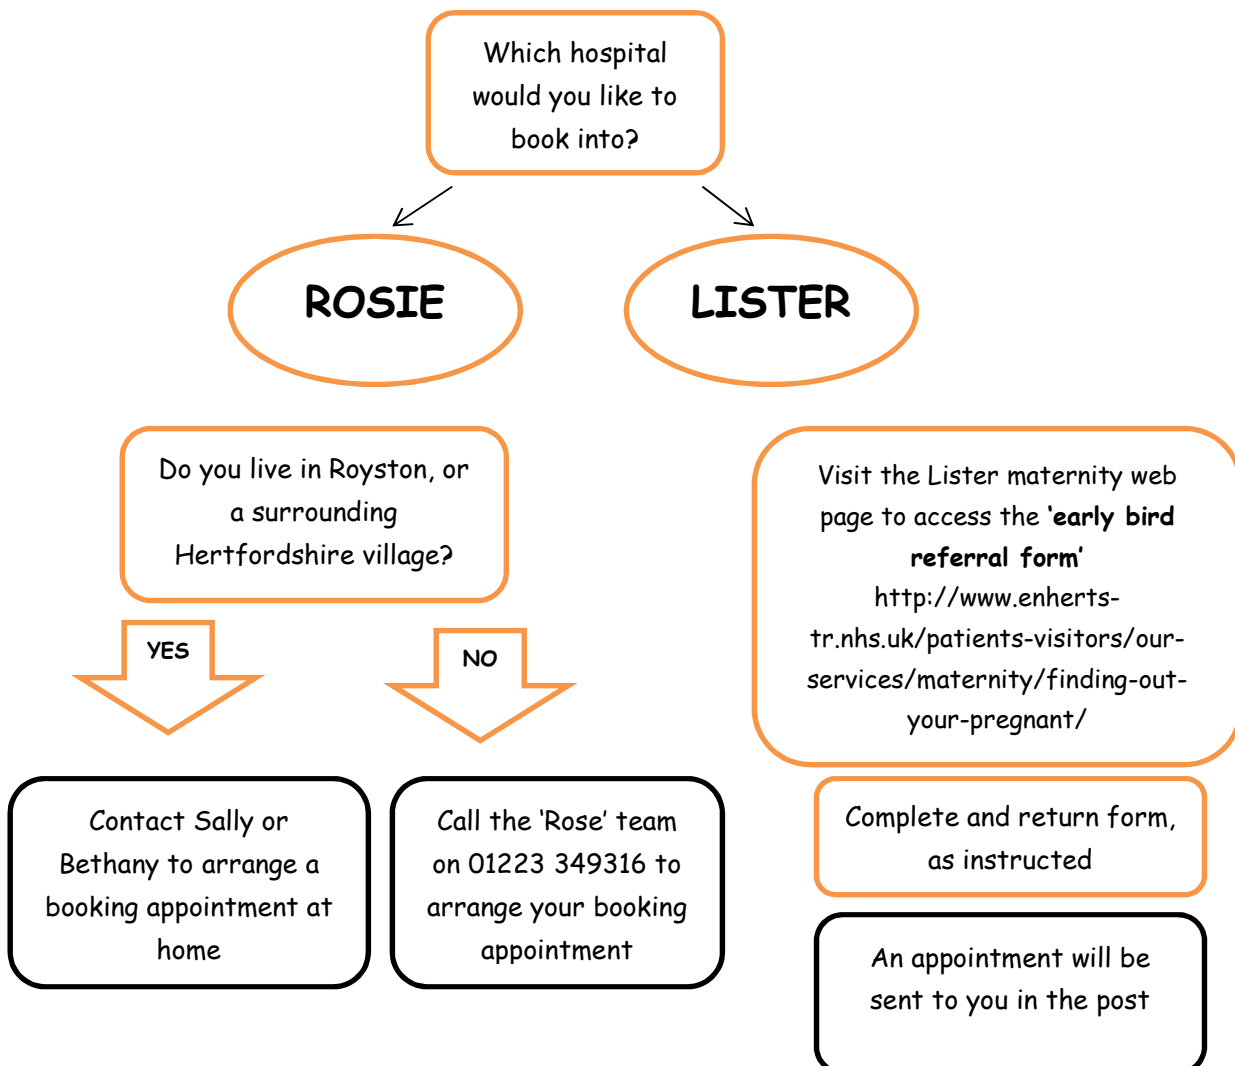 Which hospital
would you like to
book into?
ROSIE
LISTER
Do you live in Royston, or
a surrounding
Hertfordshire village?
YES
NO
Contact Sally or
Bethany to arrange a
booking appointment at
home
Call the ‘Rose’ team
on 01223 349316 to
arrange your booking
appointment
Visit the Lister maternity web
page to access the ‘early bird
referral form’
http://www.enherts-
tr.nhs.uk/patients-visitors/our-
services/maternity/finding-out-
your-pregnant/
Complete and return form,
as instructed
An appointment will be
sent to you in the post